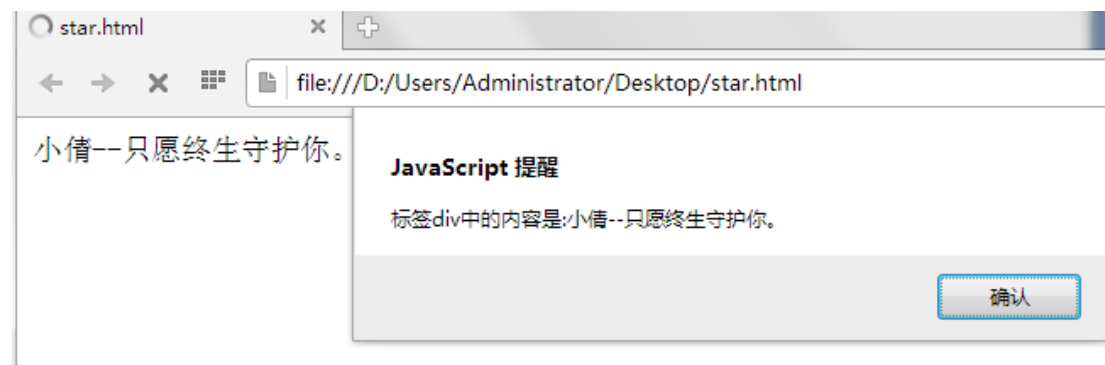 star.html
file:///D:/Users/Administrator/Desktop/star.html
小倩--只愿终生守护你。
JavaScript 提醒
标签div中的内容是:小倩--只愿终生守护你。
确认